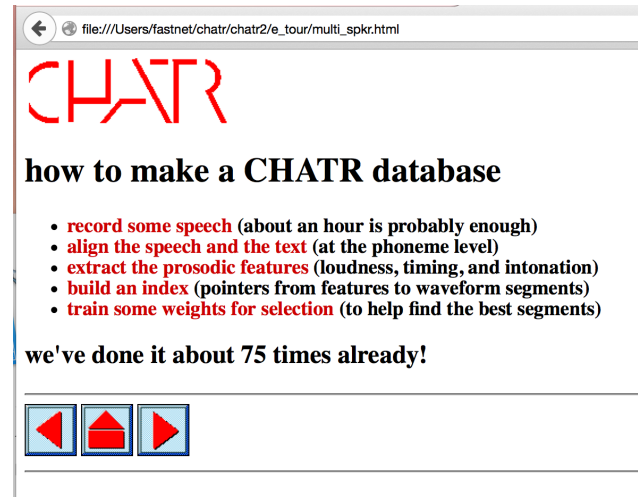 file:///Users/fastnet/chatr/chatr2/e_tour/multi_spkr.html
CHATR
how to make a CHATR database
• record some speech (about an hour is probably enough)
• align the speech and the text (at the phoneme level)
• extract the prosodic features (loudness, timing, and intonation)
• build an index (pointers from features to waveform segments)
• train some weights for selection (to help find the best segments)
we've done it about 75 times already!